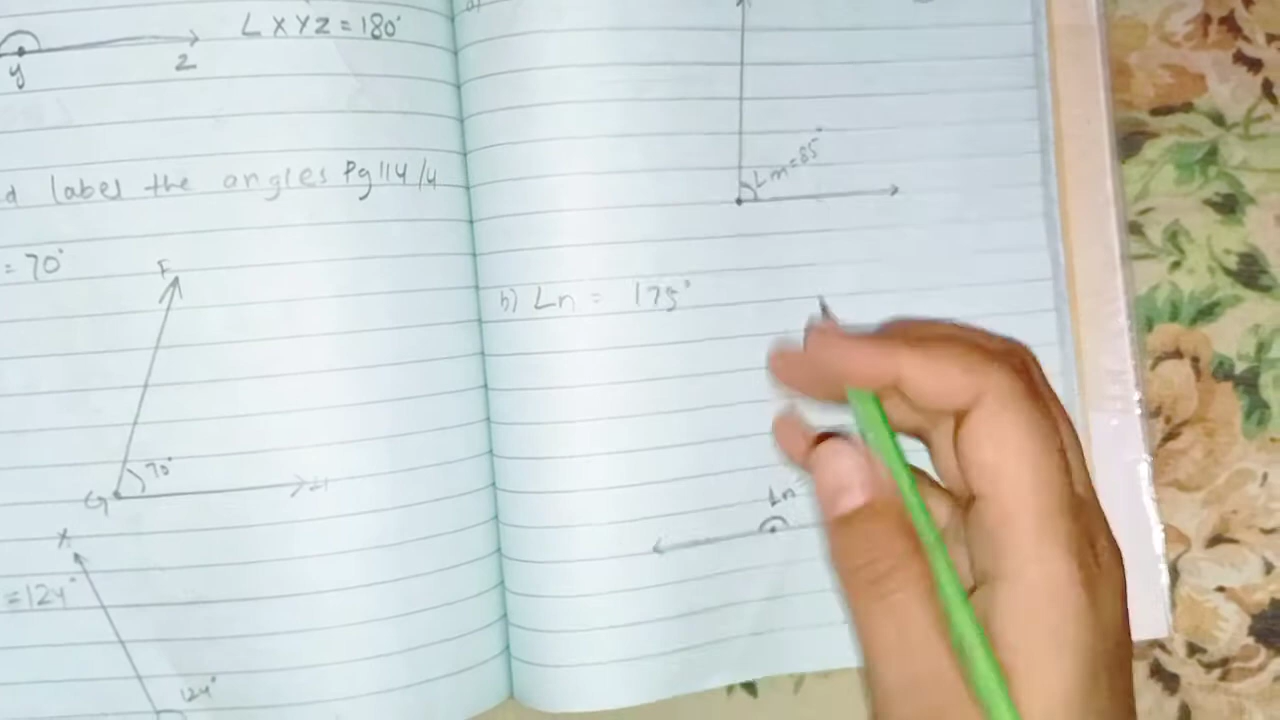 ∠XYZ = 180°
y
Z
d label the angles Pg 114/4
= 70°
F
G
70°
H
X
= 124°
124°
a)
∠m = 85°
b) ∠n = 175°
∠n